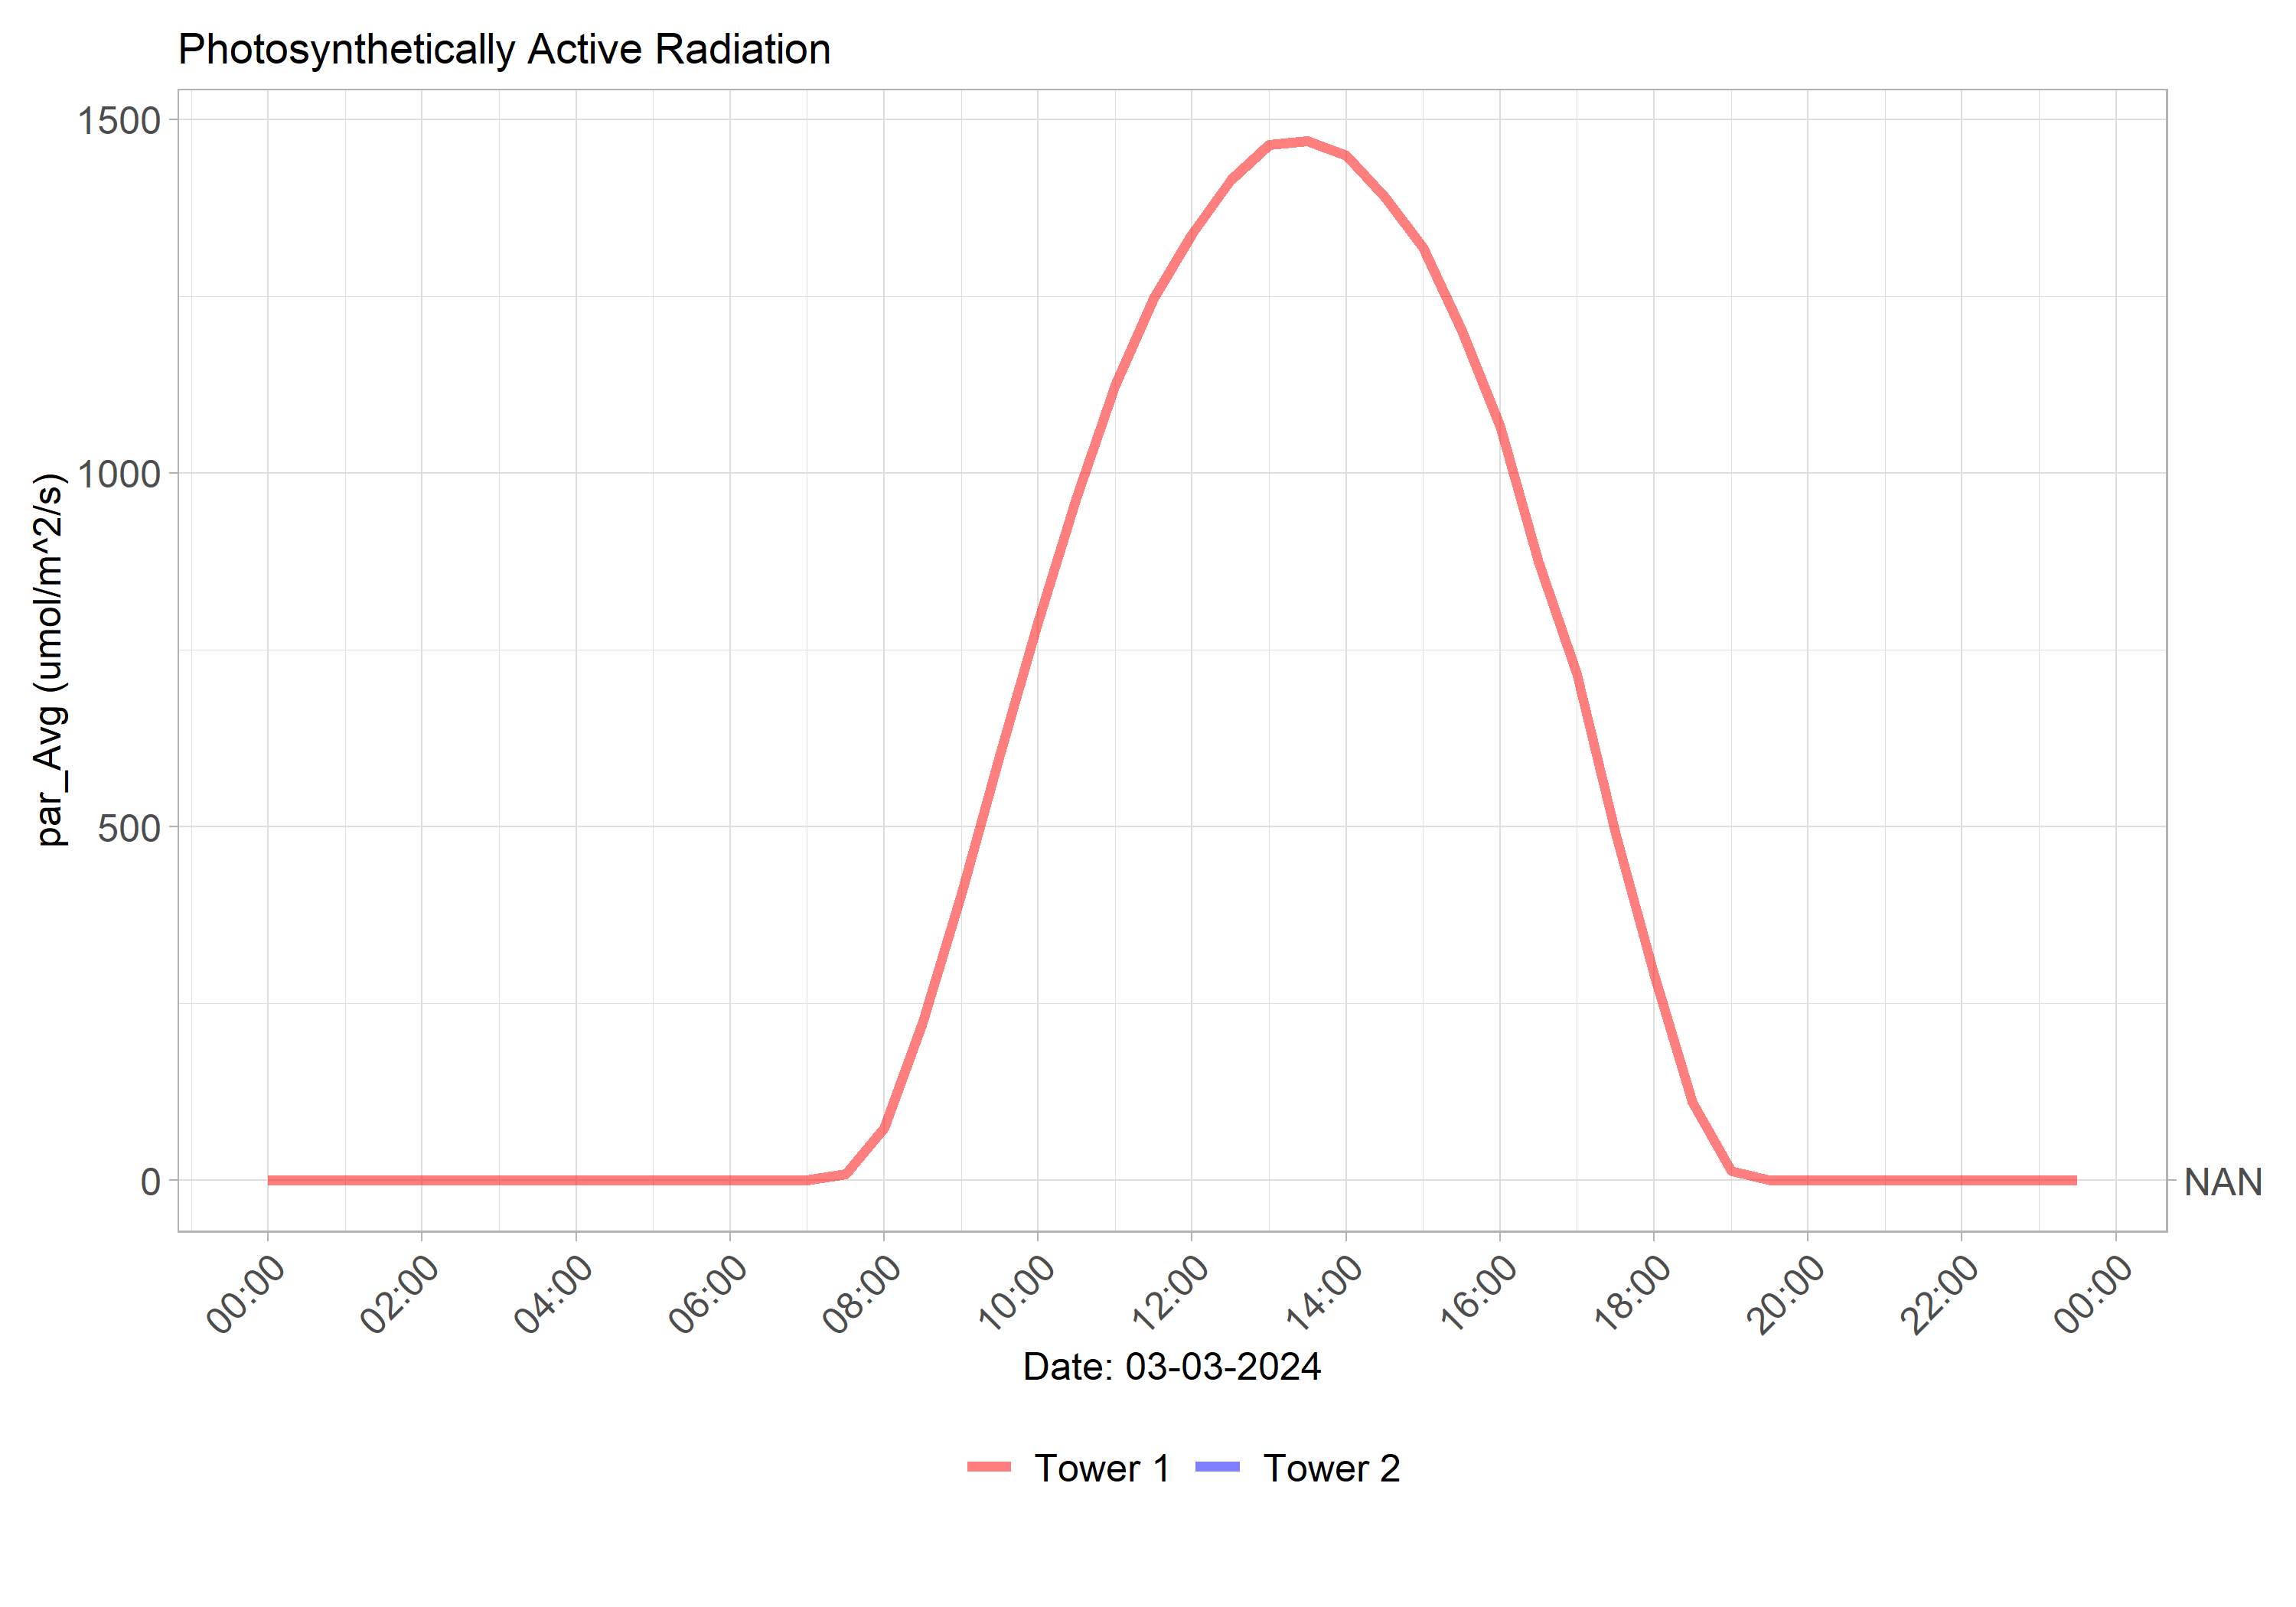 Photosynthetically Active Radiation
par_Avg (umol/m^2/s)
1500
1000
500
0
NAN
00:00 02:00 04:00 06:00 08:00 10:00 12:00 14:00 16:00 18:00 20:00 22:00 00:00
Date: 03-03-2024
Tower 1 Tower 2